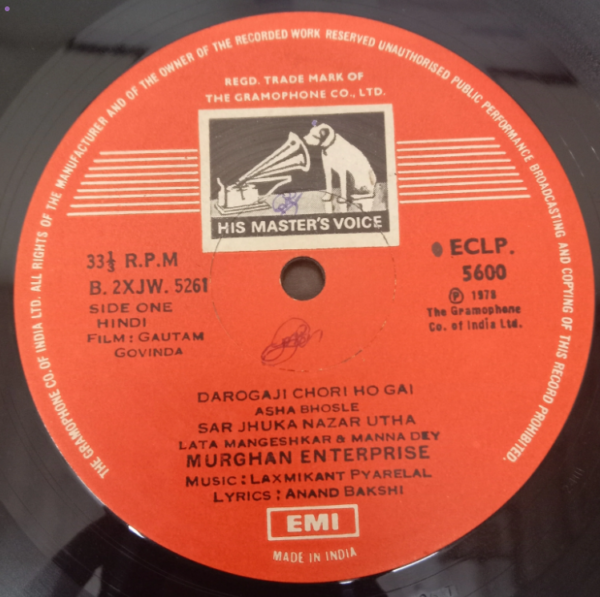 ALL RIGHTS OF THE MANUFACTURER AND OF THE OWNER OF THE RECORDED WORK RESERVED UNAUTHORISED PUBLIC PERFORMANCE BROADCASTING AND COPYING OF THIS RECORD PROHIBITED.
THE GRAMOPHONE CO. OF INDIA LTD.
REGD. TRADE MARK OF
THE GRAMOPHONE CO., LTD.
HIS MASTER'S VOICE
33⅓ R.P.M
B. 2XJW. 5261
SIDE ONE
HINDI
FILM : GAUTAM
GOVINDA
ECLP.
5600
Ⓟ 1978
The Gramophone
Co. of India Ltd.
DAROGAJI CHORI HO GAI
ASHA BHOSLE
SAR JHUKA NAZAR UTHA
LATA MANGESHKAR & MANNA DEY
MURGHAN ENTERPRISE
MUSIC : LAXMIKANT PYARELAL
LYRICS : ANAND BAKSHI
EMI
MADE IN INDIA